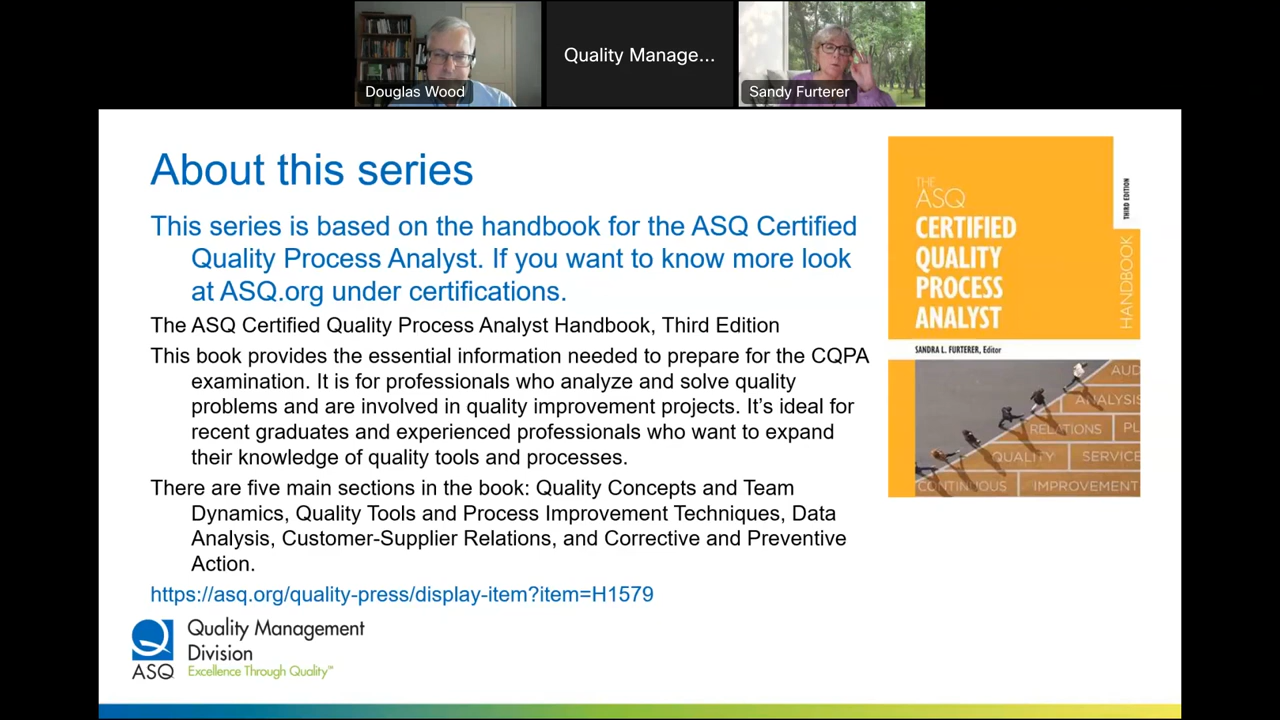 Douglas Wood
Quality Manage...
Sandy Furterer
About this series
This series is based on the handbook for the ASQ Certified
Quality Process Analyst. If you want to know more look
at ASQ.org under certifications.
The ASQ Certified Quality Process Analyst Handbook, Third Edition
This book provides the essential information needed to prepare for the CQPA
examination. It is for professionals who analyze and solve quality
problems and are involved in quality improvement projects. It’s ideal for
recent graduates and experienced professionals who want to expand
their knowledge of quality tools and processes.
There are five main sections in the book: Quality Concepts and Team
Dynamics, Quality Tools and Process Improvement Techniques, Data
Analysis, Customer-Supplier Relations, and Corrective and Preventive
Action.
https://asq.org/quality-press/display-item?item=H1579
ASQ
Quality Management
Division
Excellence Through Quality™
THE
ASQ
CERTIFIED
QUALITY
PROCESS
ANALYST
THIRD EDITION
HANDBOOK
SANDRA L. FURTERER, Editor
AUD
ANALYSIS
RELATIONS
PL
QUALITY
SERVICE
CONTINUOUS
IMPROVEMENT